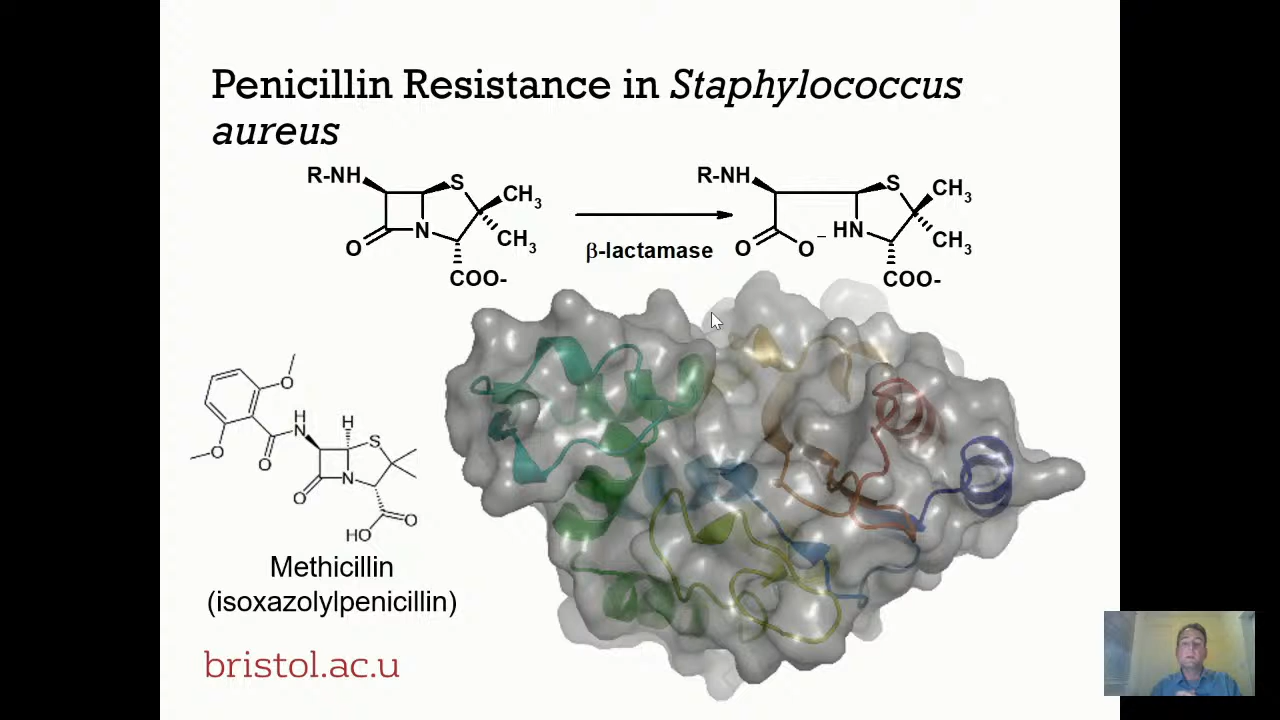 Penicillin Resistance in Staphylococcus
aureus
R-NH S CH3 CH3 N O COO-
β-lactamase
R-NH S CH3 CH3 HN O O− COO-
O O H N O H S N O HO O
Methicillin
(isoxazolylpenicillin)
bristol.ac.u